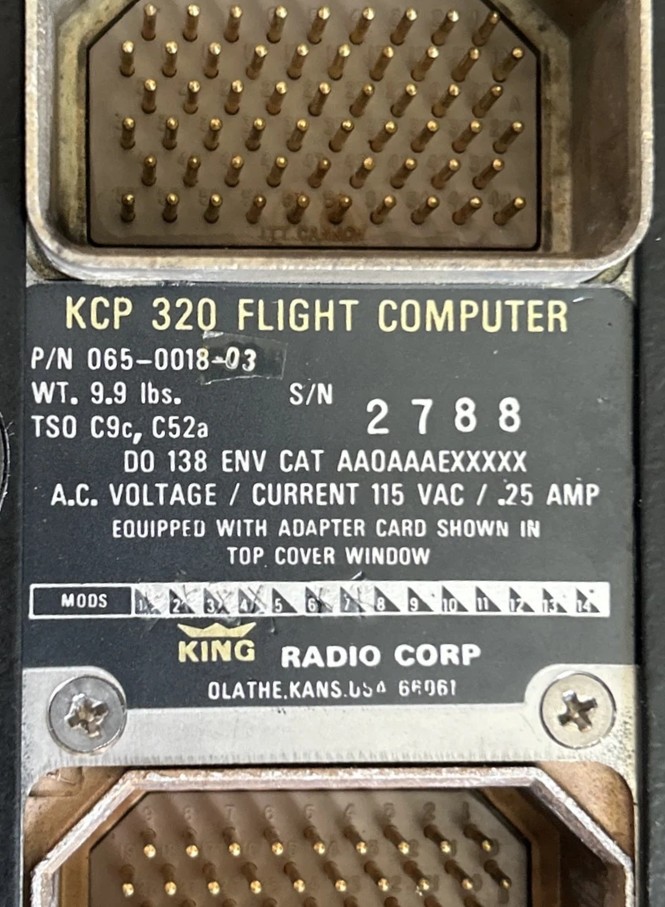 KCP 320 FLIGHT COMPUTER
P/N 065-0018-03
WT. 9.9 lbs. S/N 2788
TSO C9c, C52a
DO 138 ENV CAT AAOAAAEXXXXX
A.C. VOLTAGE / CURRENT 115 VAC / .25 AMP
EQUIPPED WITH ADAPTER CARD SHOWN IN
TOP COVER WINDOW
MODS 1 2 3 4 5 6 7 8 9 10 11 12 13 14
KING RADIO CORP
OLATHE, KANS. USA 66061